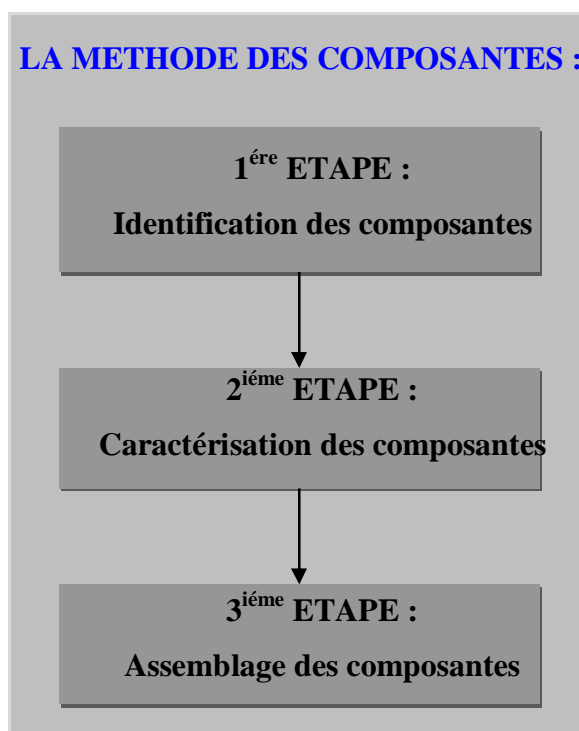 LA METHODE DES COMPOSANTES :
1ére ETAPE :
Identification des composantes
2iéme ETAPE :
Caractérisation des composantes
3iéme ETAPE :
Assemblage des composantes